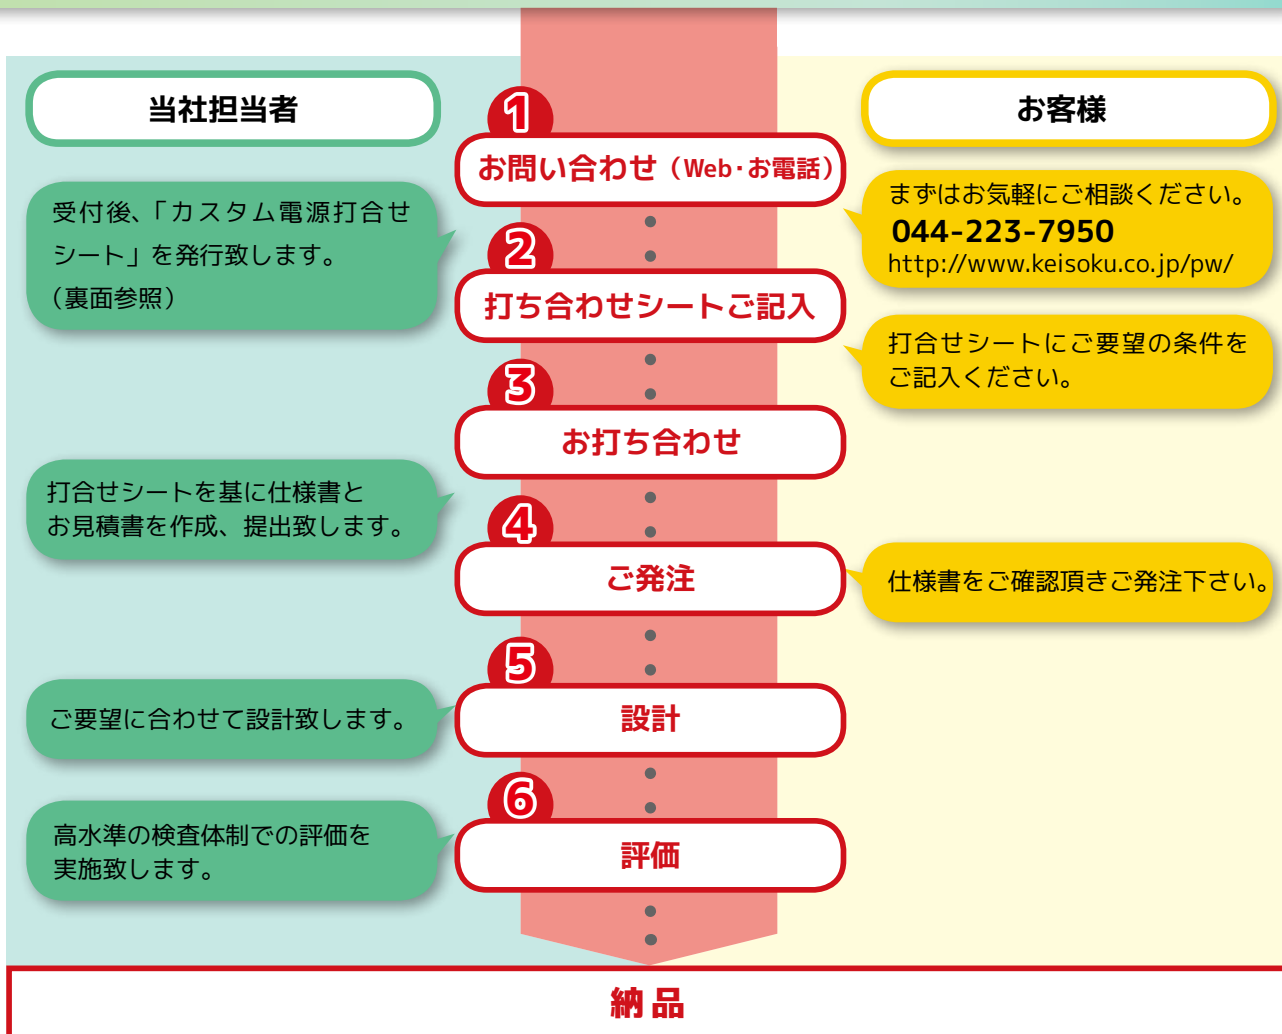 当社担当者
お客様
1
お問い合わせ（Web・お電話）
受付後、「カスタム電源打合せ
シート」を発行致します。
（裏面参照）
まずはお気軽にご相談ください。
044-223-7950
http://www.keisoku.co.jp/pw/
2
打ち合わせシートご記入
打合せシートにご要望の条件を
ご記入ください。
3
お打ち合わせ
打合せシートを基に仕様書と
お見積書を作成、提出致します。
4
ご発注
仕様書をご確認頂きご発注下さい。
5
設計
ご要望に合わせて設計致します。
6
評価
高水準の検査体制での評価を
実施致します。
納品